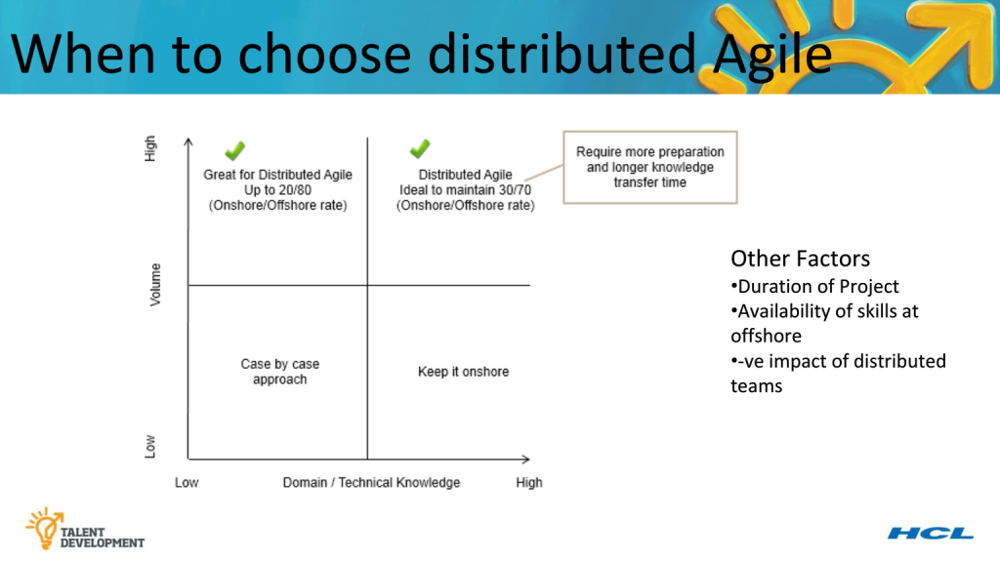 When to choose distributed Agile
High
Great for Distributed Agile
Up to 20/80
(Onshore/Offshore rate)
Distributed Agile
Ideal to maintain 30/70
(Onshore/Offshore rate)
Require more preparation
and longer knowledge
transfer time
Volume
Case by case
approach
Keep it onshore
Low
Low
Domain / Technical Knowledge
High
Other Factors
•Duration of Project
•Availability of skills at
offshore
•-ve impact of distributed
teams
TALENT
DEVELOPMENT
HCL